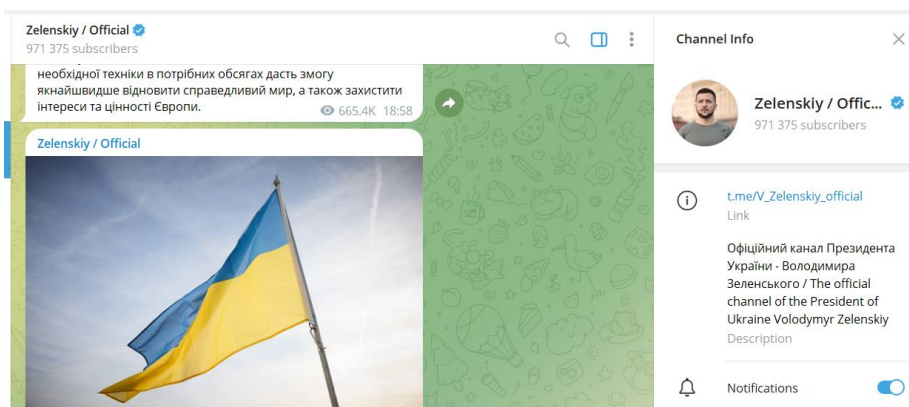 Zelenskiy / Official
971 375 subscribers
необхідної техніки в потрібних обсягах дасть змогу
якнайшвидше відновити справедливий мир, а також захистити
інтереси та цінності Європи.
665.4K 18:58
Zelenskiy / Official
Channel Info
Zelenskiy / Offic...
971 375 subscribers
t.me/V_Zelenskiy_official
Link
Офіційний канал Президента
України - Володимира
Зеленського / The official
channel of the President of
Ukraine Volodymyr Zelenskiy
Description
Notifications